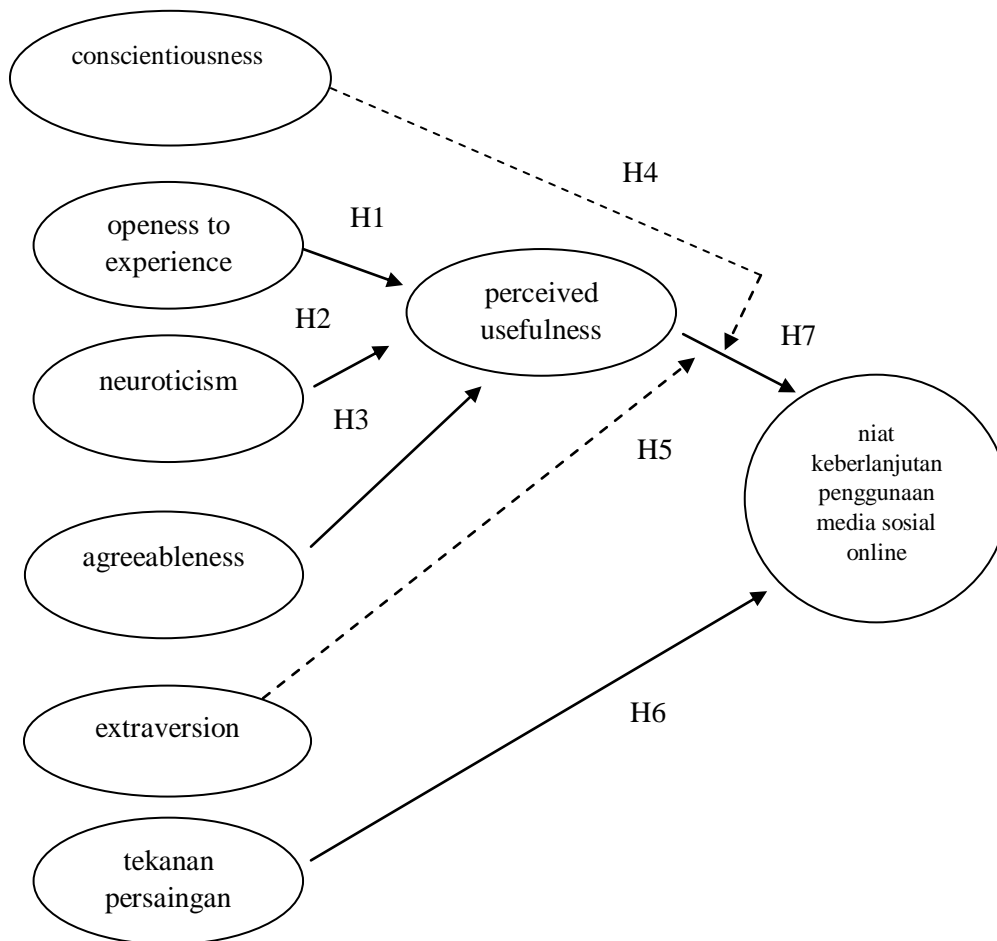 conscientiousness
H4
openess to
experience
H1
perceived
usefulness
H2
neuroticism
H7
H3
niat
keberlanjutan
penggunaan
media sosial
online
H5
agreeableness
extraversion
H6
tekanan
persaingan